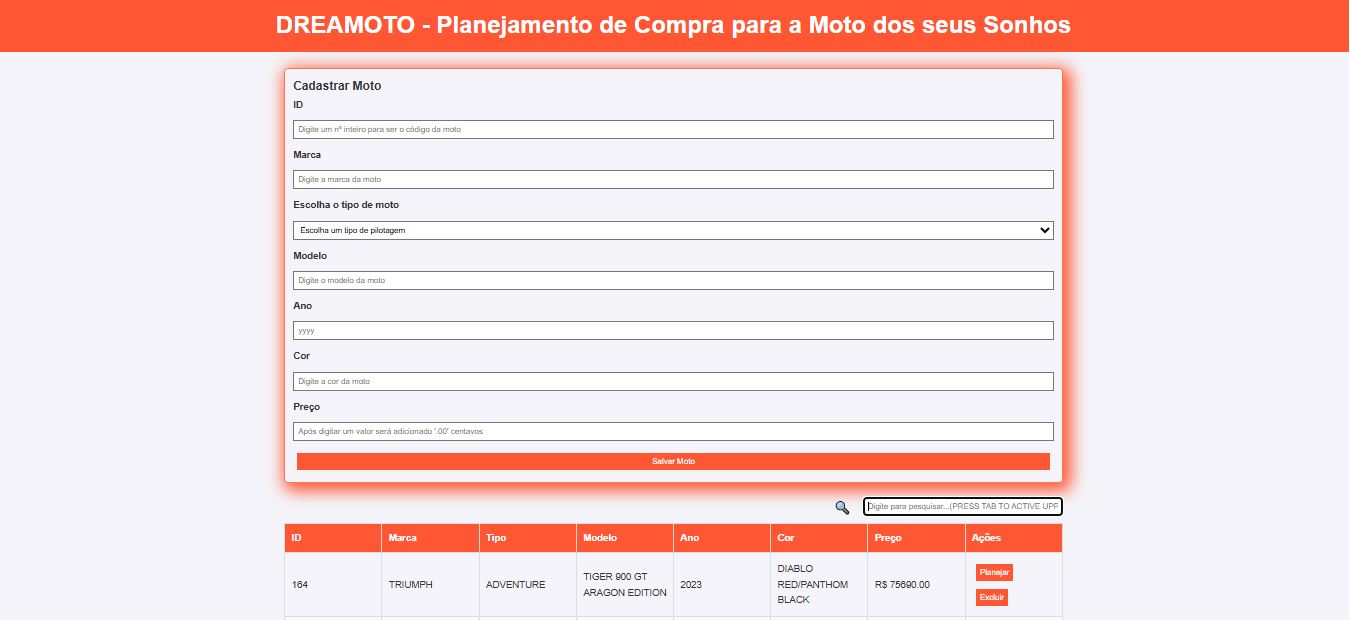 DREAMOTO - Planejamento de Compra para a Moto dos seus Sonhos
Cadastrar Moto
ID
Digite um nº inteiro para ser o código da moto
Marca
Digite a marca da moto
Escolha o tipo de moto
Escolha um tipo de pilotagem
Modelo
Digite o modelo da moto
Ano
yyyy
Cor
Digite a cor da moto
Preço
Após digitar um valor será adicionado '.00' centavos
Salvar Moto
Digite para pesquisar...(PRESS TAB TO ACTIVE UPP
ID Marca Tipo Modelo Ano Cor Preço Ações
164 TRIUMPH ADVENTURE TIGER 900 GT ARAGON EDITION 2023 DIABLO RED/PANTHOM BLACK R$ 75690.00 Planejar
Excluir